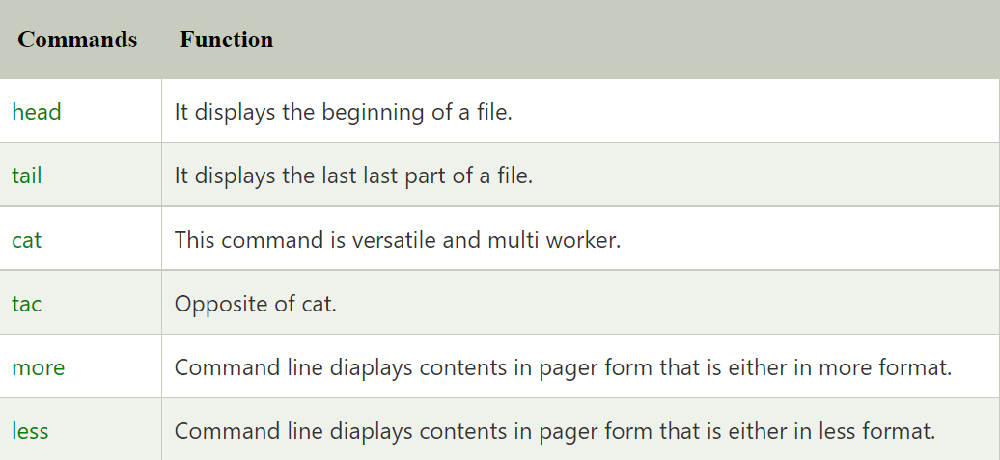 Commands Function
head It displays the beginning of a file.
tail It displays the last last part of a file.
cat This command is versatile and multi worker.
tac Opposite of cat.
more Command line diaplays contents in pager form that is either in more format.
less Command line diaplays contents in pager form that is either in less format.